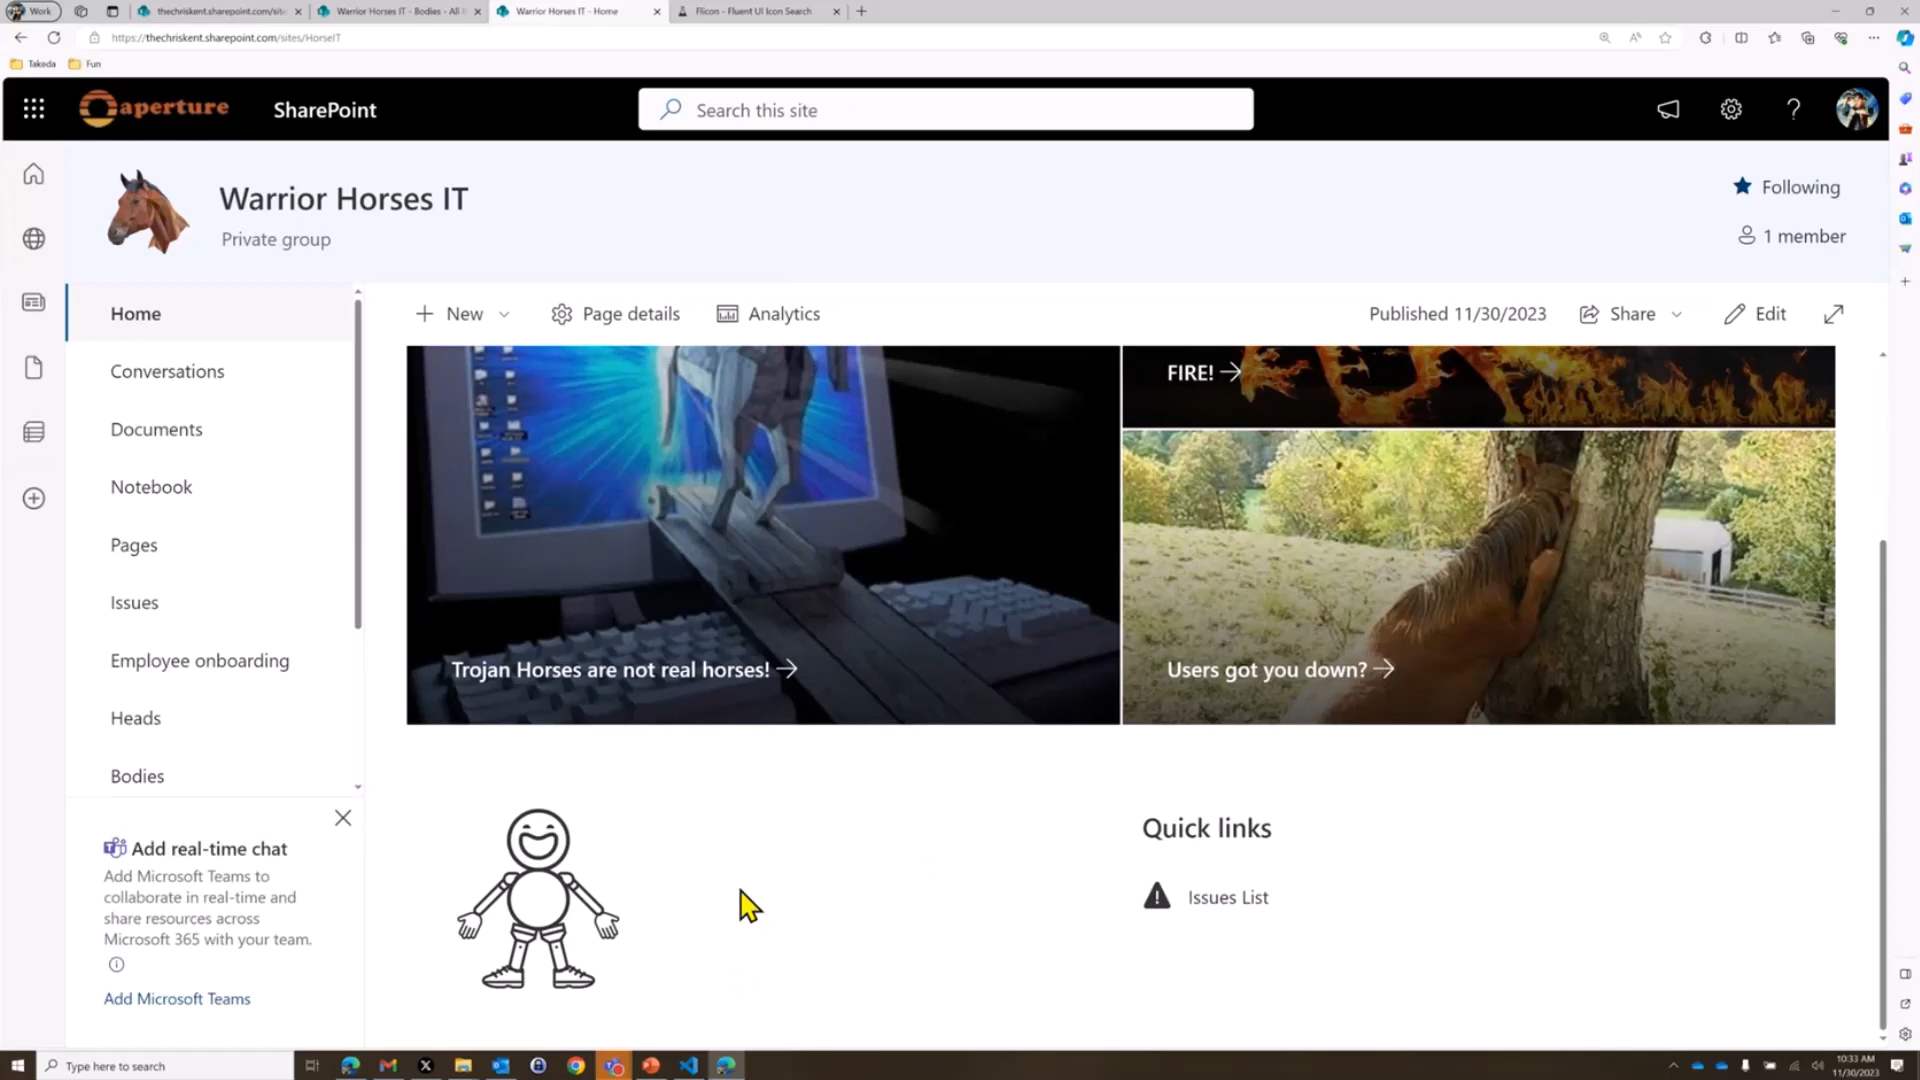 Work
thechriskent.sharepoint.com/site
Warrior Horses IT - Bodies - All
Warrior Horses IT - Home
Flicon - Fluent UI Icon Search
https://thechriskent.sharepoint.com/sites/HorseIT
Takeda
Fun
aperture
SharePoint
Search this site
Warrior Horses IT
Private group
Following
1 member
Home
Conversations
Documents
Notebook
Pages
Issues
Employee onboarding
Heads
Bodies
New
Page details
Analytics
Published 11/30/2023
Share
Edit
FIRE!
Trojan Horses are not real horses!
Users got you down?
Quick links
Issues List
Add real-time chat
Add Microsoft Teams to
collaborate in real-time and
share resources across
Microsoft 365 with your team.
Add Microsoft Teams
Type here to search
10:33 AM
11/30/2023